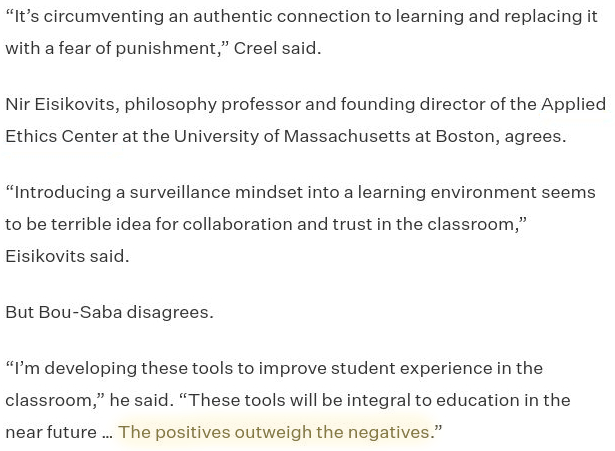 “It’s circumventing an authentic connection to learning and replacing it
with a fear of punishment,” Creel said.
Nir Eisikovits, philosophy professor and founding director of the Applied
Ethics Center at the University of Massachusetts at Boston, agrees.
“Introducing a surveillance mindset into a learning environment seems
to be terrible idea for collaboration and trust in the classroom,”
Eisikovits said.
But Bou-Saba disagrees.
“I’m developing these tools to improve student experience in the
classroom,” he said. “These tools will be integral to education in the
near future … The positives outweigh the negatives.”